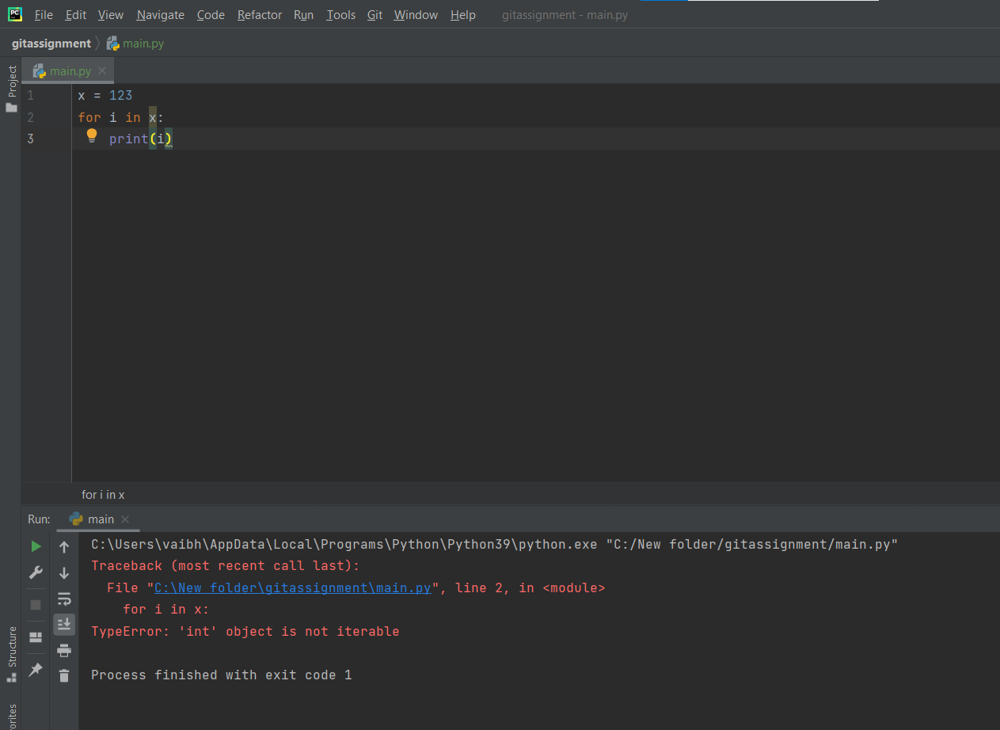 PC File Edit View Navigate Code Refactor Run Tools Git Window Help gitassignment - main.py
gitassignment main.py
Project
main.py
1 x = 123
2 for i in x:
3 print(i)
for i in x
Run: main
C:\Users\vaibh\AppData\Local\Programs\Python\Python39\python.exe "C:/New folder/gitassignment/main.py"
Traceback (most recent call last):
File "C:\New folder\gitassignment\main.py", line 2, in <module>
for i in x:
TypeError: 'int' object is not iterable
Process finished with exit code 1
Structure
orites